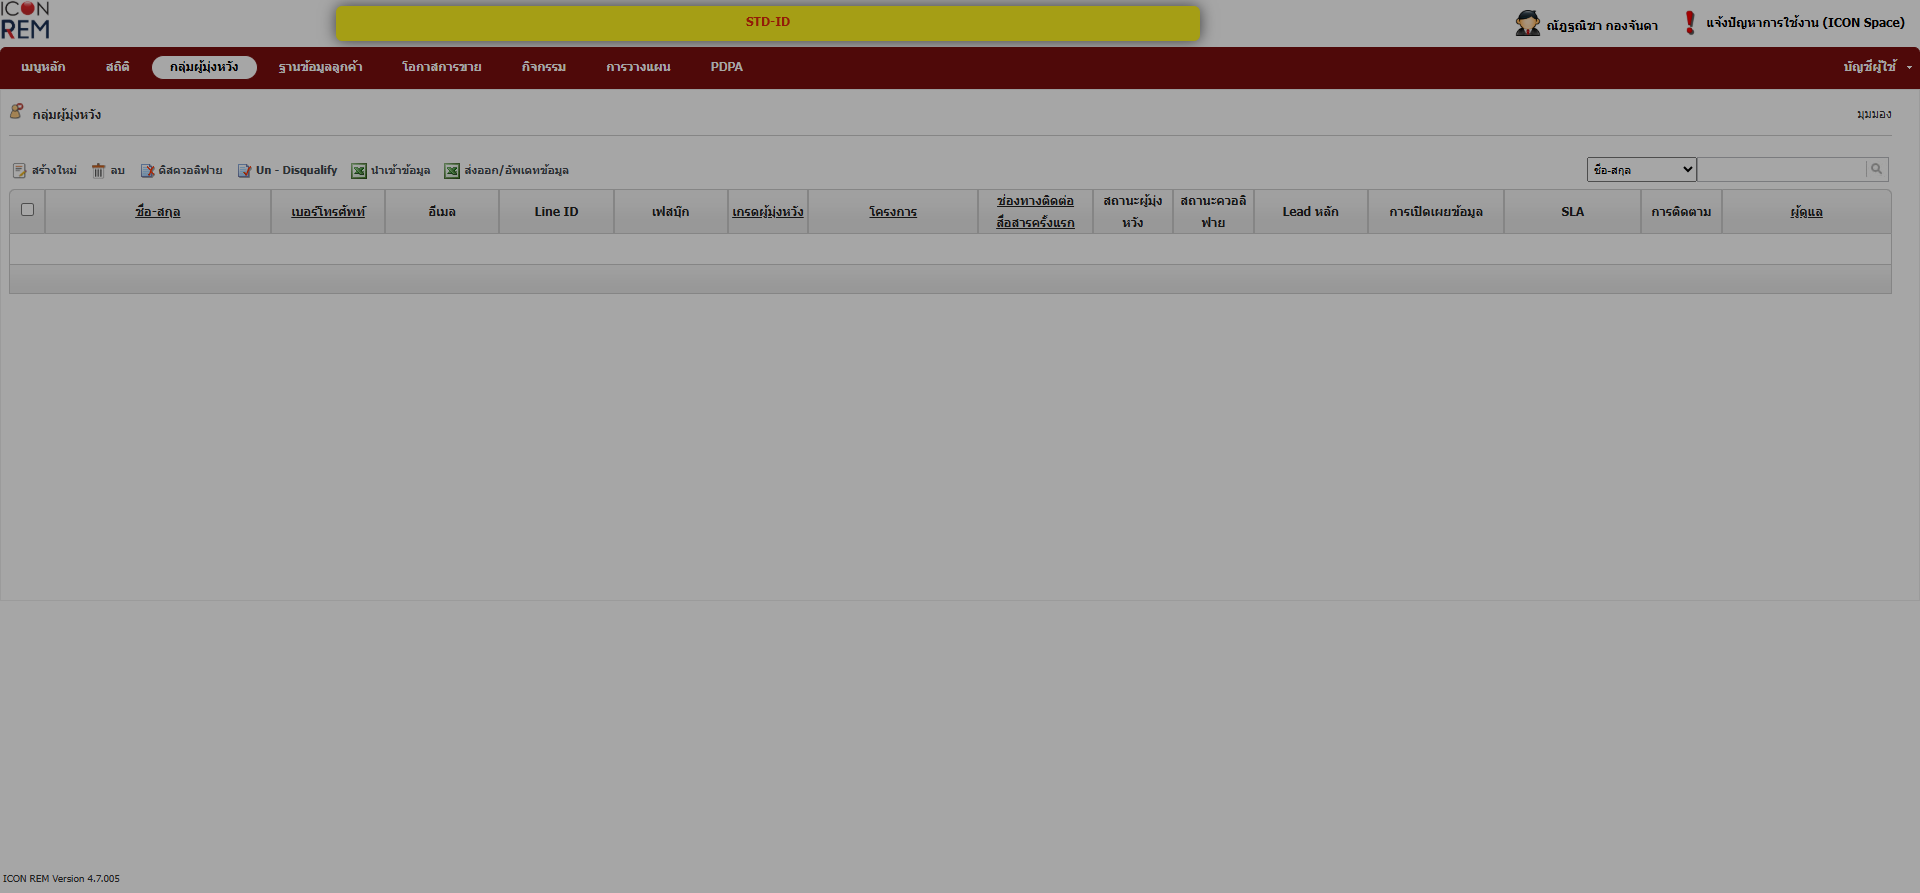 ICON
REM
STD-ID
ณัฏฐณิชา กองจันดา
แจ้งปัญหาการใช้งาน (ICON Space)
เมนูหลัก สถิติ กลุ่มผู้มุ่งหวัง ฐานข้อมูลลูกค้า โอกาสการขาย กิจกรรม การวางแผน PDPA บัญชีผู้ใช้
กลุ่มผู้มุ่งหวัง มุมมอง
สร้างใหม่ ลบ ดิสควอลิฟาย Un - Disqualify นำเข้าข้อมูล ส่งออก/อัพเดทข้อมูล ชื่อ-สกุล
ชื่อ-สกุล เบอร์โทรศัพท์ อีเมล Line ID เฟสบุ๊ก เกรดผู้มุ่งหวัง โครงการ ช่องทางติดต่อ สถานะผู้มุ่ง สถานะควอลิ Lead หลัก การเปิดเผยข้อมูล SLA การติดตาม ผู้ดูแล
สื่อสารครั้งแรก หวัง ฟาย
ICON REM Version 4.7.005